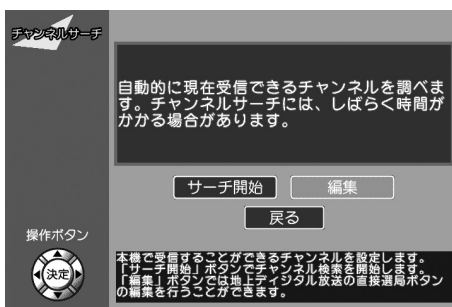 チャンネルサーチ
自動的に現在受信できるチャンネルを調べま
す。チャンネルサーチには、しばらく時間が
かかる場合があります。
サーチ開始
編集
戻る
操作ボタン
決定
本機で受信することができるチャンネルを設定します。
「サーチ開始」ボタンでチャンネル検索を開始します。
「編集」ボタンでは地上ディジタル放送の直接選局ボタン
の編集を行うことができます。